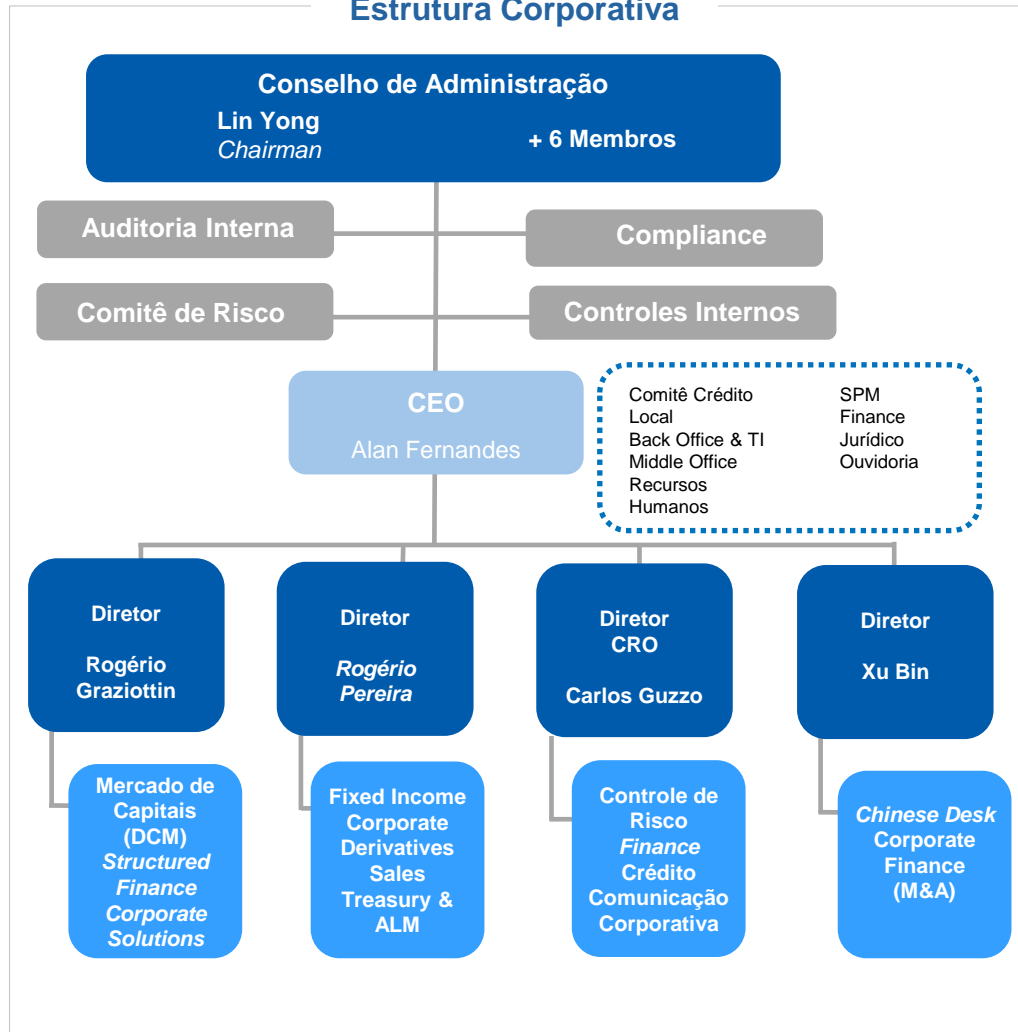 Estrutura Corporativa
Conselho de Administração
Lin Yong
Chairman
+ 6 Membros
Auditoria Interna
Compliance
Comitê de Risco
Controles Internos
CEO
Alan Fernandes
Comitê Crédito
Local
Back Office & TI
Middle Office
Recursos
Humanos
SPM
Finance
Jurídico
Ouvidoria
Diretor
Rogério
Graziottin
Diretor
Rogério
Pereira
Diretor
CRO
Carlos Guzzo
Diretor
Xu Bin
Mercado de
Capitais
(DCM)
Structured
Finance
Corporate
Solutions
Fixed Income
Corporate
Derivatives
Sales
Treasury &
ALM
Controle de
Risco
Finance
Crédito
Comunicação
Corporativa
Chinese Desk
Corporate
Finance
(M&A)